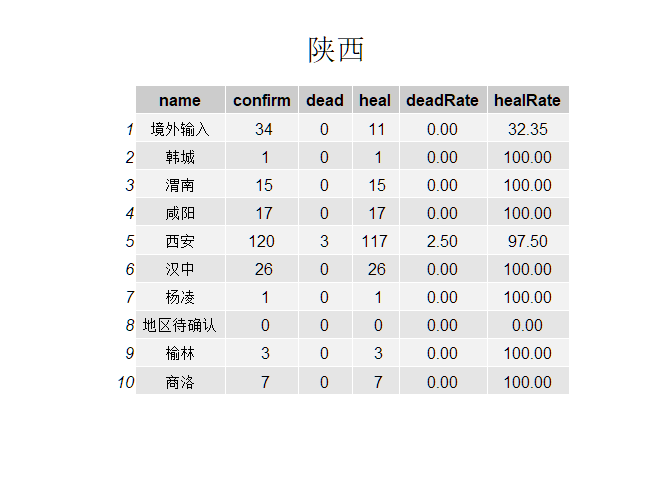 陕西
name confirm dead heal deadRate healRate
1 境外输入 34 0 11 0.00 32.35
2 韩城 1 0 1 0.00 100.00
3 渭南 15 0 15 0.00 100.00
4 咸阳 17 0 17 0.00 100.00
5 西安 120 3 117 2.50 97.50
6 汉中 26 0 26 0.00 100.00
7 杨凌 1 0 1 0.00 100.00
8 地区待确认 0 0 0 0.00 0.00
9 榆林 3 0 3 0.00 100.00
10 商洛 7 0 7 0.00 100.00